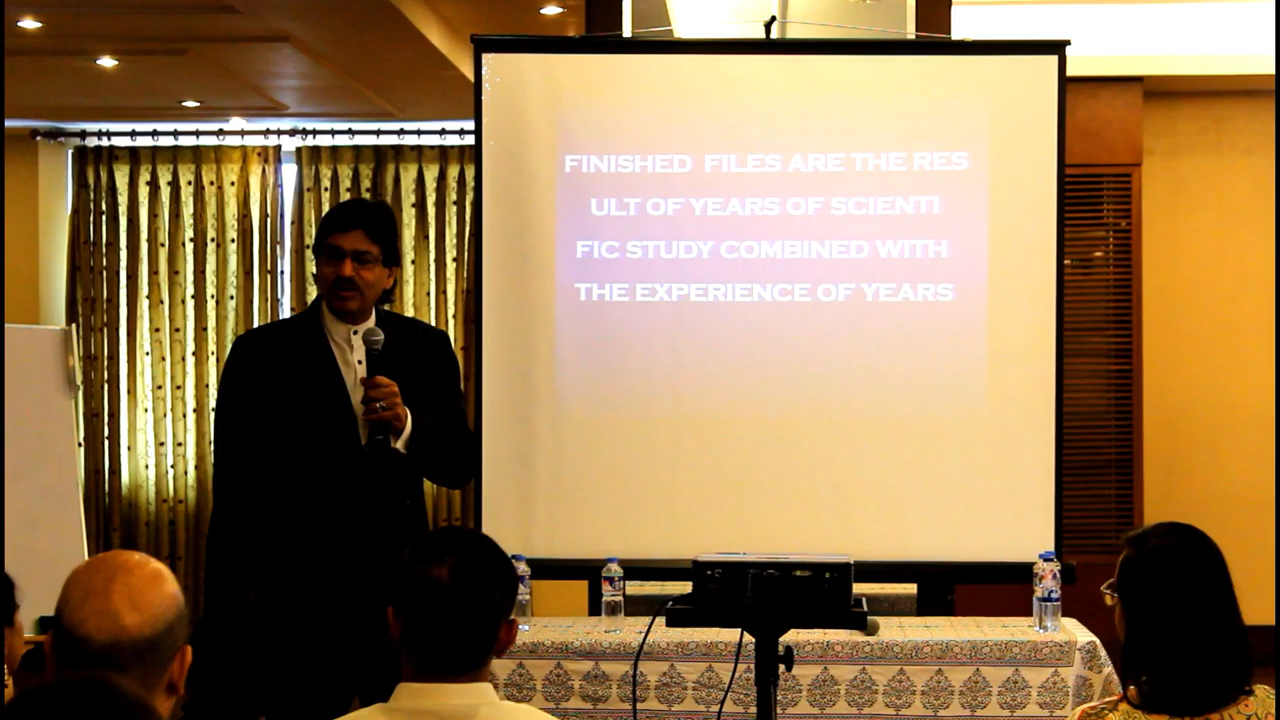 FINISHED FILES ARE THE RES
ULT OF YEARS OF SCIENTI
FIC STUDY COMBINED WITH
THE EXPERIENCE OF YEARS